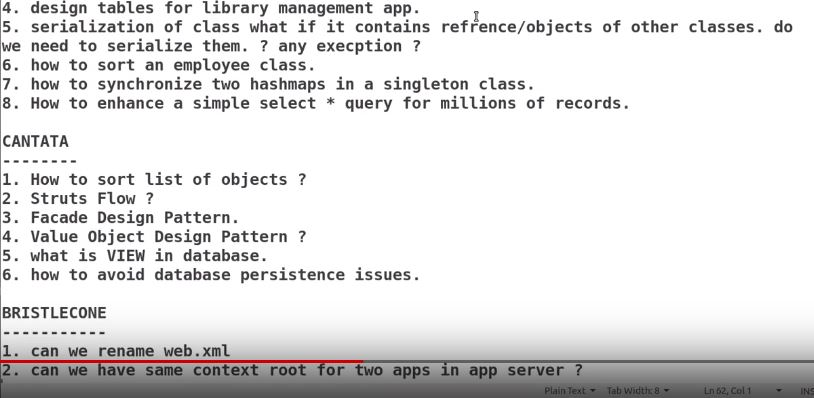 4. design tables for library management app.
5. serialization of class what if it contains refrence/objects of other classes. do
we need to serialize them. ? any execption ?
6. how to sort an employee class.
7. how to synchronize two hashmaps in a singleton class.
8. How to enhance a simple select * query for millions of records.
CANTATA
--------
1. How to sort list of objects ?
2. Struts Flow ?
3. Facade Design Pattern.
4. Value Object Design Pattern ?
5. what is VIEW in database.
6. how to avoid database persistence issues.
BRISTLECONE
-----------
1. can we rename web.xml
2. can we have same context root for two apps in app server ?
Plain Text Tab Width: 8 Ln 62, Col 1 INS